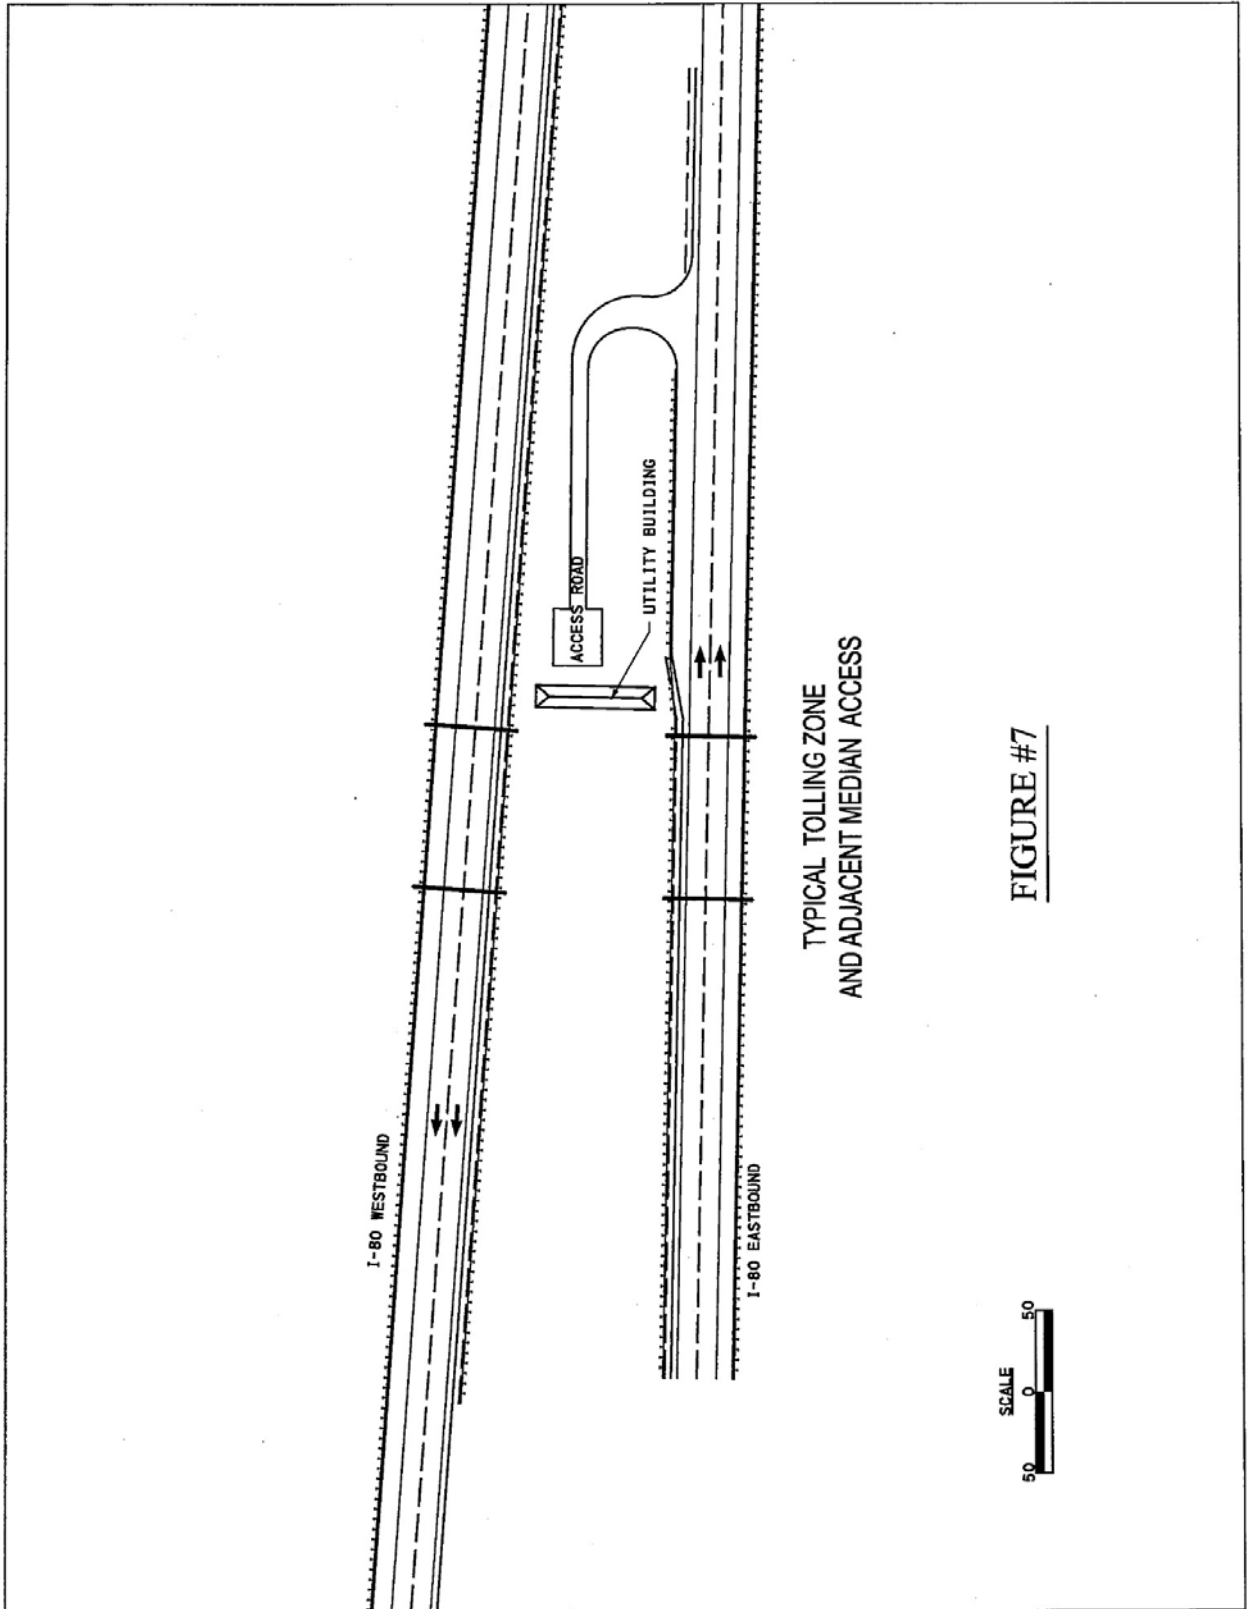 I-80 WESTBOUND
ACCESS ROAD
UTILITY BUILDING
I-80 EASTBOUND
TYPICAL TOLLING ZONE
AND ADJACENT MEDIAN ACCESS
SCALE
50 0 50
FIGURE #7